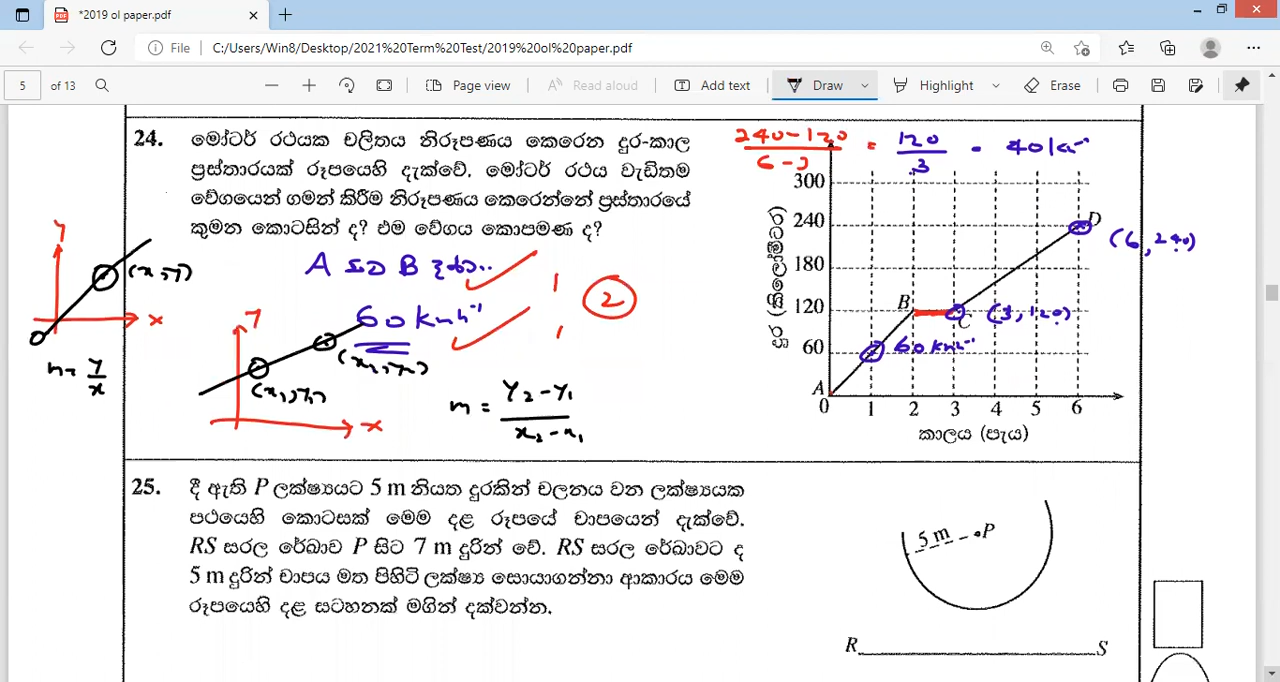 *2019 ol paper.pdf
File C:/Users/Win8/Desktop/2021%20Term%20Test/2019%20ol%20paper.pdf
5 of 13 Page view Read aloud Add text Draw Highlight Erase
24. මෝටර් රථයක චලිතය නිරූපණය කෙරෙන දුර-කාල
ප්‍රස්තාරයක් රූපයෙහි දැක්වේ. මෝටර් රථය වැඩිතම
වේගයෙන් ගමන් කිරීම නිරූපණය කෙරෙන්නේ ප්‍රස්තාරයේ
කුමන කොටසින් ද? එම වේගය කොපමණ ද?
A සිට B දක්වා..
60 kmh⁻¹
1
1
2
y
x
(x,y)
m = y/x
y
x
(x₁,y₁)
(x₂,y₂)
m = y₂-y₁
x₂-x₁
240-120 = 120 = 40
6-3 3
දුර (කිලෝමීටර)
300
240
180
120
60
0 1 2 3 4 5 6
කාලය (පැය)
A
B
C
D
(6,240)
(3,120)
60 kmh⁻¹
25. දී ඇති P ලක්ෂ්‍යයට 5 m නියත දුරකින් චලනය වන ලක්ෂ්‍යයක
පථයෙහි කොටසක් මෙම දළ රූපයේ චාපයෙන් දැක්වේ.
RS සරල රේඛාව P සිට 7 m දුරින් වේ. RS සරල රේඛාවට ද
5 m දුරින් චාපය මත පිහිටි ලක්ෂ්‍ය සොයාගන්නා ආකාරය මෙම
රූපයෙහි දළ සටහනක් මගින් දක්වන්න.
5 m
P
R S